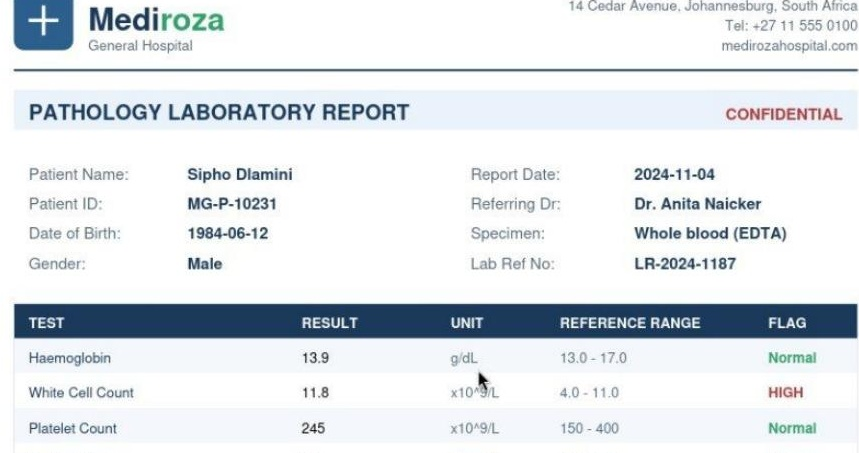 14 Cedar Avenue, Johannesburg, South Africa
Mediroza
Tel: +27 11 555 0100
General Hospital
medirozahospital.com
PATHOLOGY LABORATORY REPORT
CONFIDENTIAL
Patient Name: Sipho Dlamini Report Date: 2024-11-04
Patient ID: MG-P-10231 Referring Dr: Dr. Anita Naicker
Date of Birth: 1984-06-12 Specimen: Whole blood (EDTA)
Gender: Male Lab Ref No: LR-2024-1187
TEST RESULT UNIT REFERENCE RANGE FLAG
Haemoglobin 13.9 g/dL 13.0 - 17.0 Normal
White Cell Count 11.8 x10^9/L 4.0 - 11.0 HIGH
Platelet Count 245 x10^9/L 150 - 400 Normal